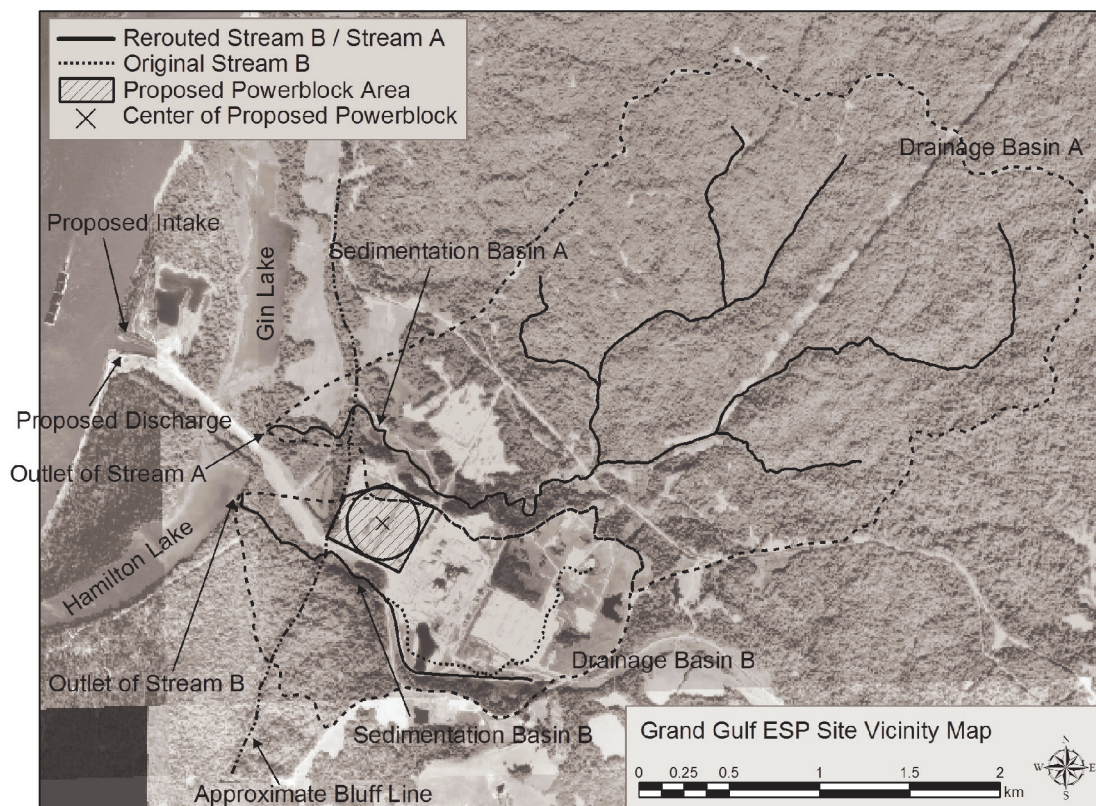 Rerouted Stream B / Stream A
Original Stream B
Proposed Powerblock Area
Center of Proposed Powerblock
Drainage Basin A
Proposed Intake
Sedimentation Basin A
Gin Lake
Proposed Discharge
Outlet of Stream A
Hamilton Lake
Outlet of Stream B
Drainage Basin B
Sedimentation Basin B
Approximate Bluff Line
Grand Gulf ESP Site Vicinity Map
0 0.25 0.5 1 1.5 2
km
N
W E
S